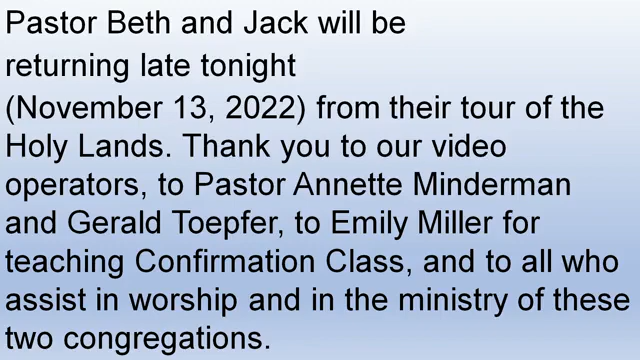 Pastor Beth and Jack will be
returning late tonight
(November 13, 2022) from their tour of the
Holy Lands. Thank you to our video
operators, to Pastor Annette Minderman
and Gerald Toepfer, to Emily Miller for
teaching Confirmation Class, and to all who
assist in worship and in the ministry of these
two congregations.